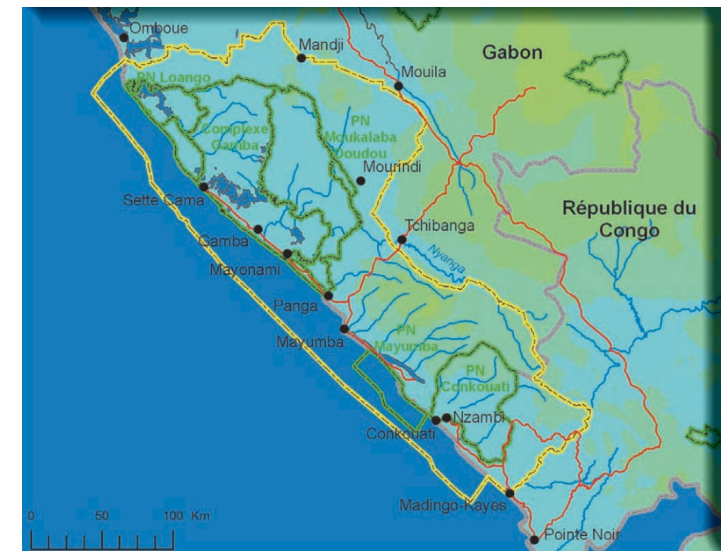 Omboue
Mandji
Gabon
PN Loango
Mouila
Complexe
Gamba
PN
Moukalaba
Doudou
Mourindi
Sette Cama
République du
Congo
Tchibanga
Gamba
Nyanga
Mayonami
Panga
Mayumba
PN
Mayumba
PN
Conkouati
Nzambi
Conkouati
Madingo-Kayes
0 50 100 Km
Pointe Noir